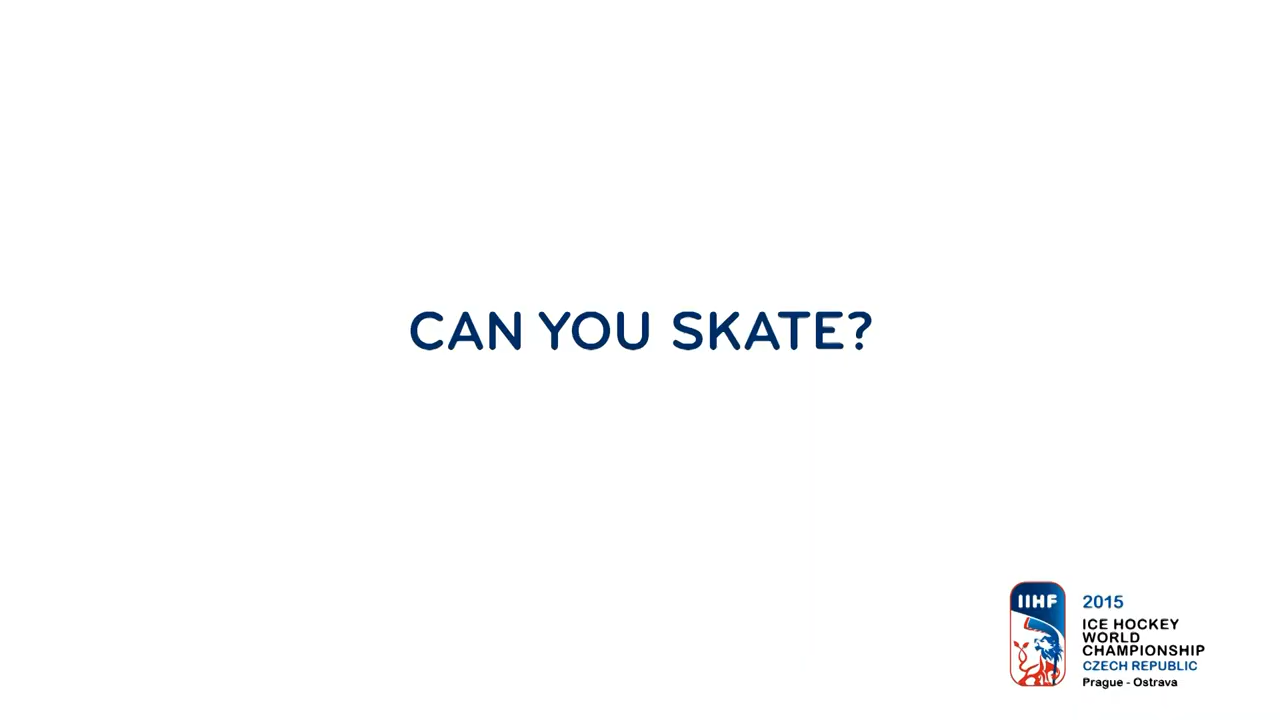 CAN YOU SKATE?
IIHF
2015
ICE HOCKEY
WORLD
CHAMPIONSHIP
CZECH REPUBLIC
Prague - Ostrava